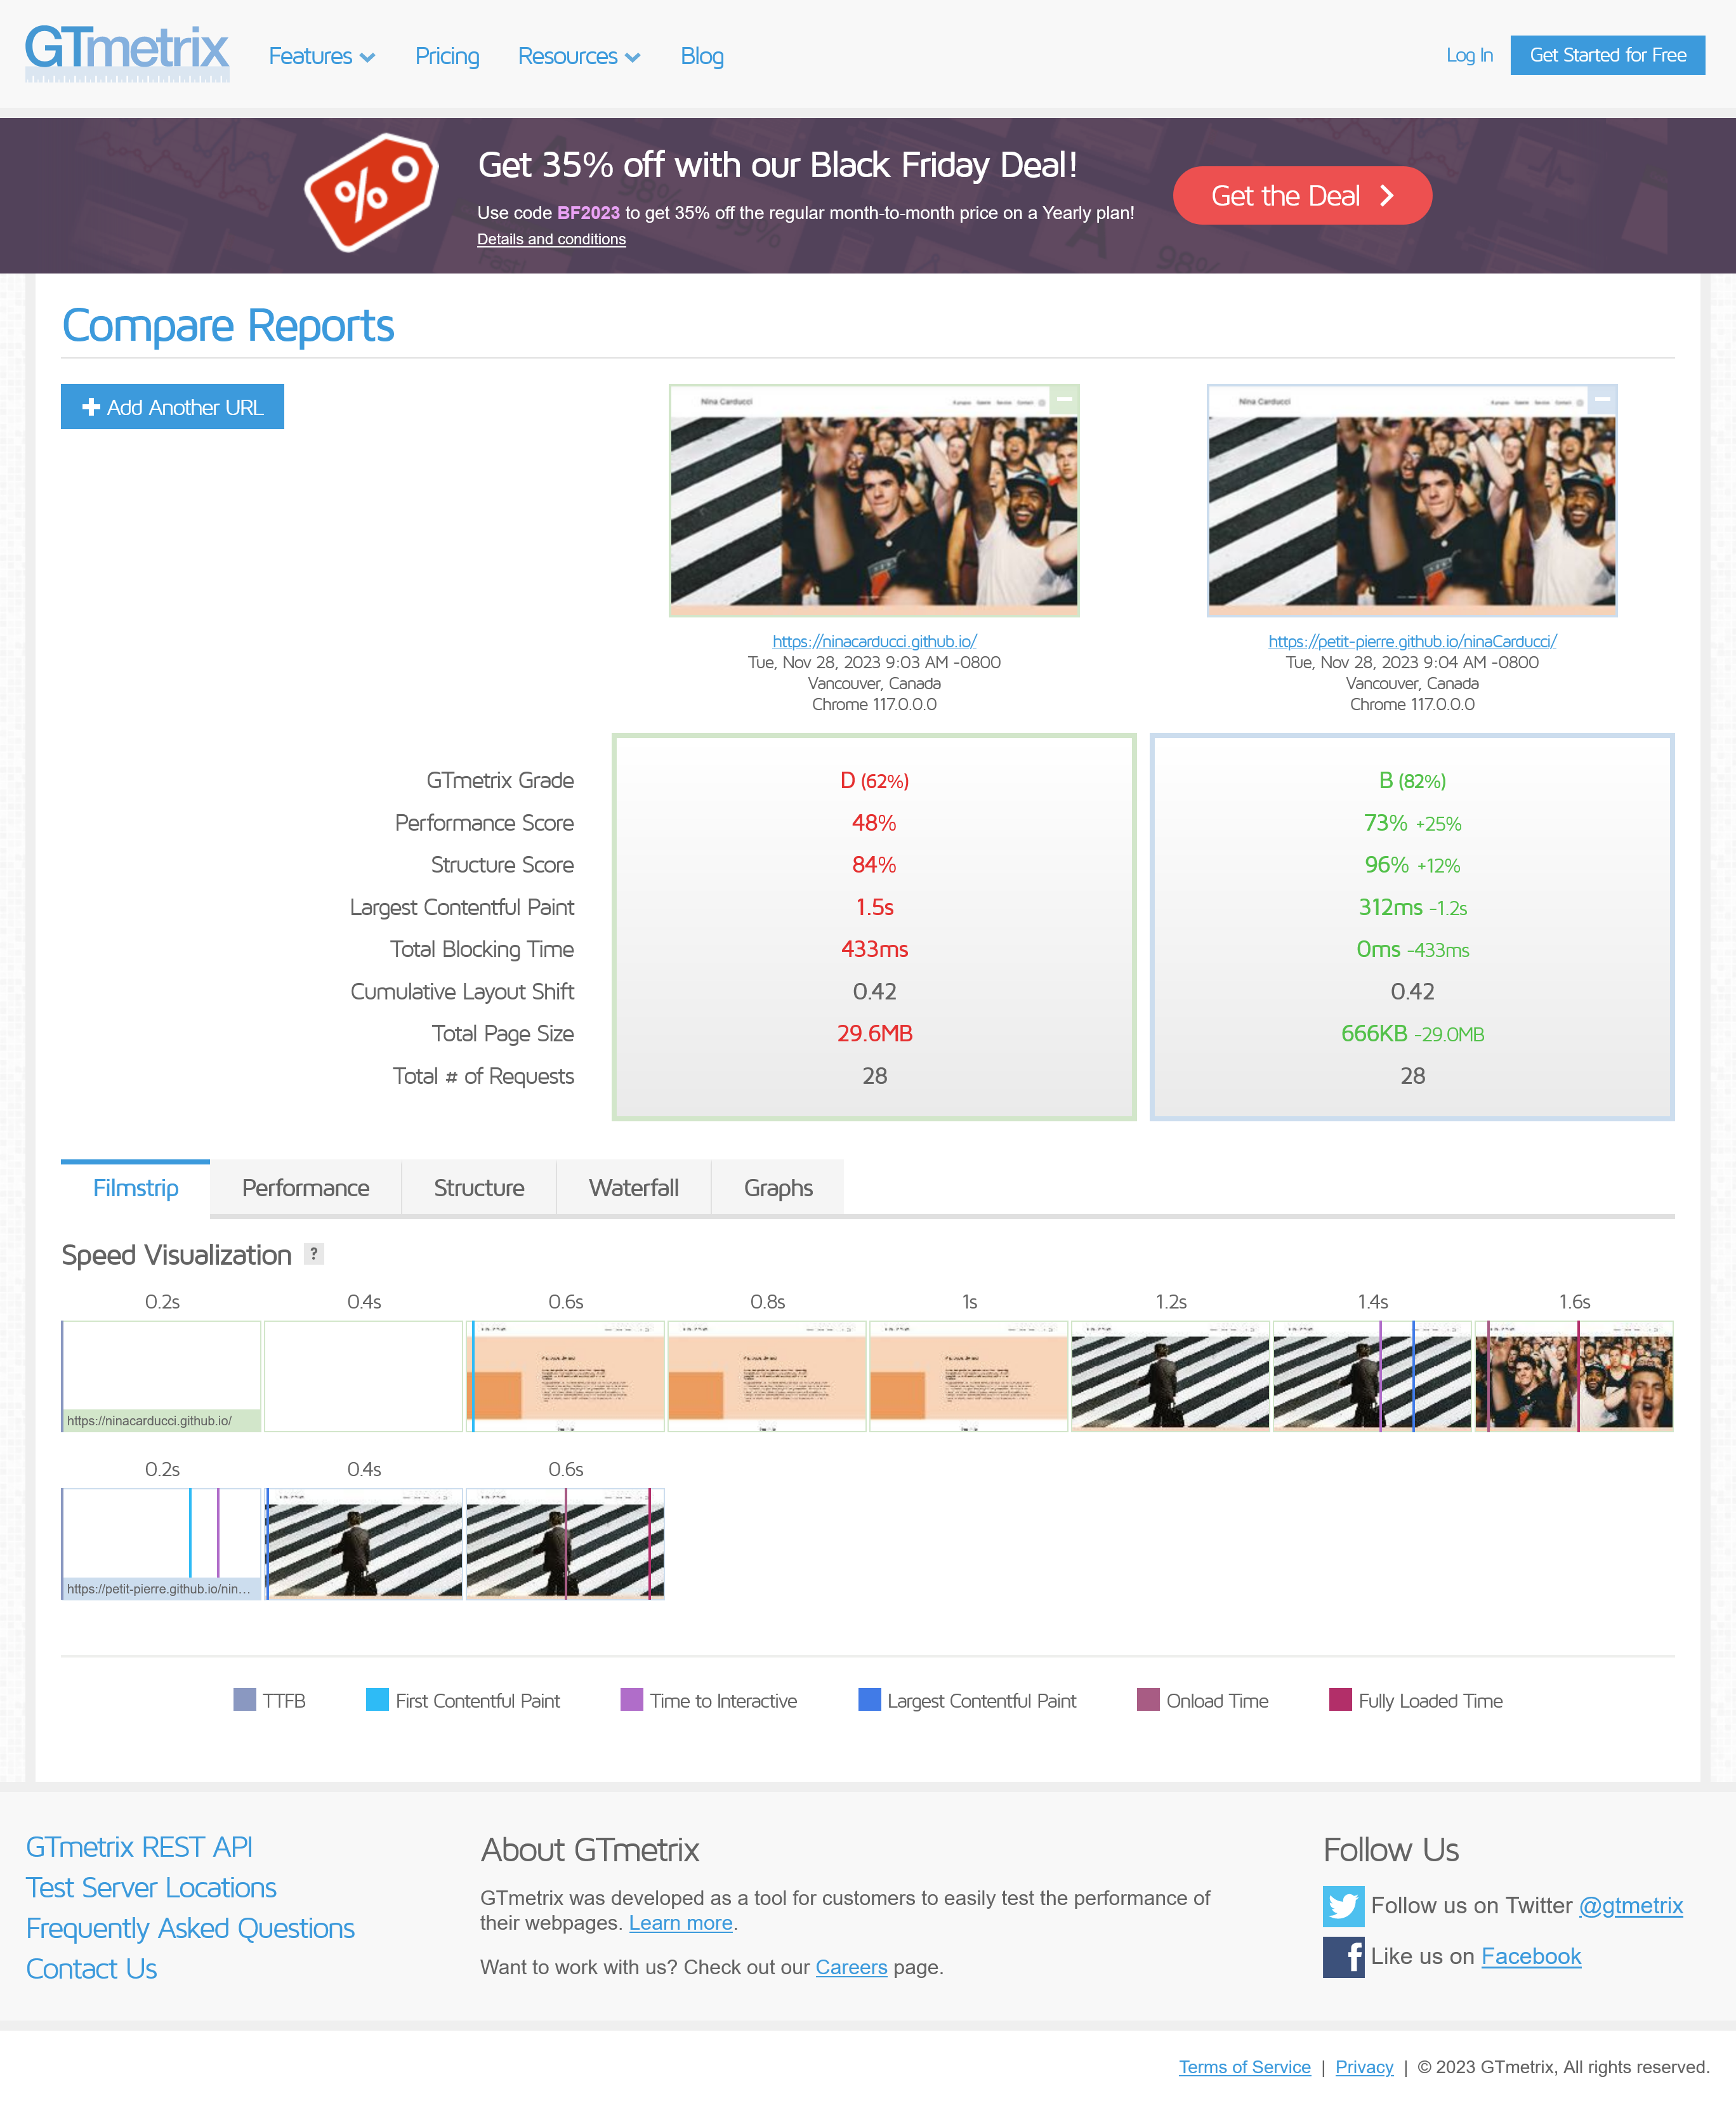 GTmetrix
Features
Pricing
Resources
Blog
Log In
Get Started for Free
%
Get 35% off with our Black Friday Deal!
Use code BF2023 to get 35% off the regular month-to-month price on a Yearly plan!
Details and conditions
Get the Deal
Compare Reports
Add Another URL
Nina Carducci
Nina Carducci
https://ninacarducci.github.io/
Tue, Nov 28, 2023 9:03 AM -0800
Vancouver, Canada
Chrome 117.0.0.0
https://petit-pierre.github.io/ninaCarducci/
Tue, Nov 28, 2023 9:04 AM -0800
Vancouver, Canada
Chrome 117.0.0.0
GTmetrix Grade D (62%) B (82%)
Performance Score 48% 73% +25%
Structure Score 84% 96% +12%
Largest Contentful Paint 1.5s 312ms -1.2s
Total Blocking Time 433ms 0ms -433ms
Cumulative Layout Shift 0.42 0.42
Total Page Size 29.6MB 666KB -29.0MB
Total # of Requests 28 28
Filmstrip
Performance
Structure
Waterfall
Graphs
Speed Visualization ?
0.2s 0.4s 0.6s 0.8s 1s 1.2s 1.4s 1.6s
https://ninacarducci.github.io/
0.2s 0.4s 0.6s
https://petit-pierre.github.io/nin...
TTFB
First Contentful Paint
Time to Interactive
Largest Contentful Paint
Onload Time
Fully Loaded Time
GTmetrix REST API
Test Server Locations
Frequently Asked Questions
Contact Us
About GTmetrix
GTmetrix was developed as a tool for customers to easily test the performance of
their webpages. Learn more.
Want to work with us? Check out our Careers page.
Follow Us
Follow us on Twitter @gtmetrix
Like us on Facebook
Terms of Service | Privacy | © 2023 GTmetrix, All rights reserved.